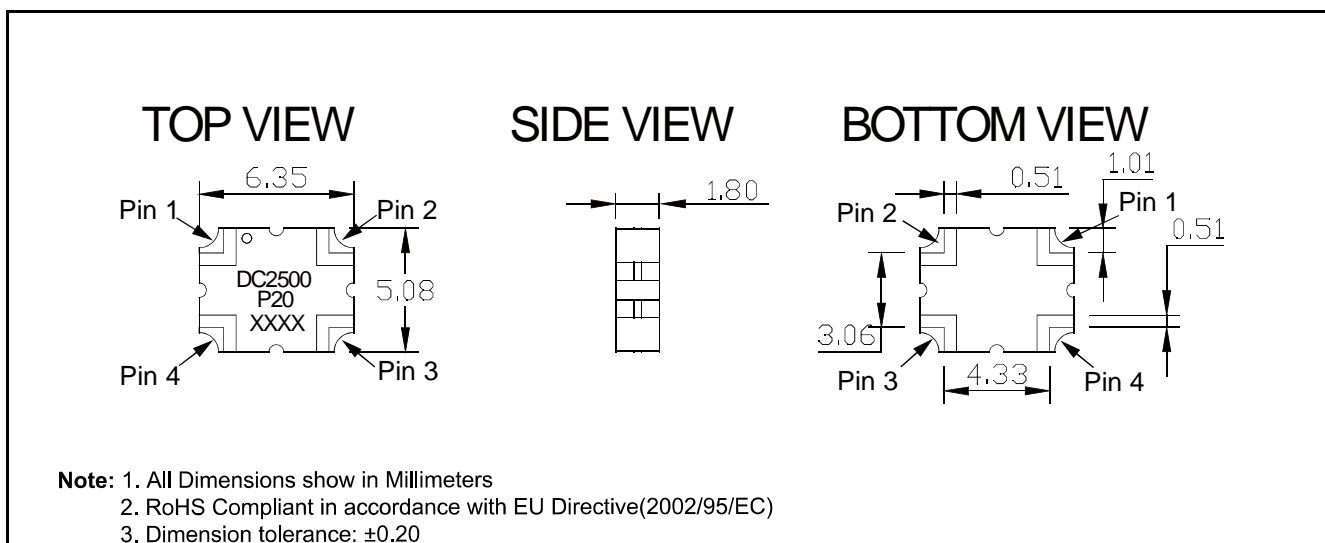 TOP VIEW
SIDE VIEW
BOTTOM VIEW
6.35
Pin 1
Pin 2
DC2500
P20
XXXX
5.08
Pin 4
Pin 3
1.80
0.51
1.01
Pin 2
Pin 1
0.51
3.06
Pin 3
4.33
Pin 4
Note: 1. All Dimensions show in Millimeters
2. RoHS Compliant in accordance with EU Directive(2002/95/EC)
3. Dimension tolerance: ±0.20